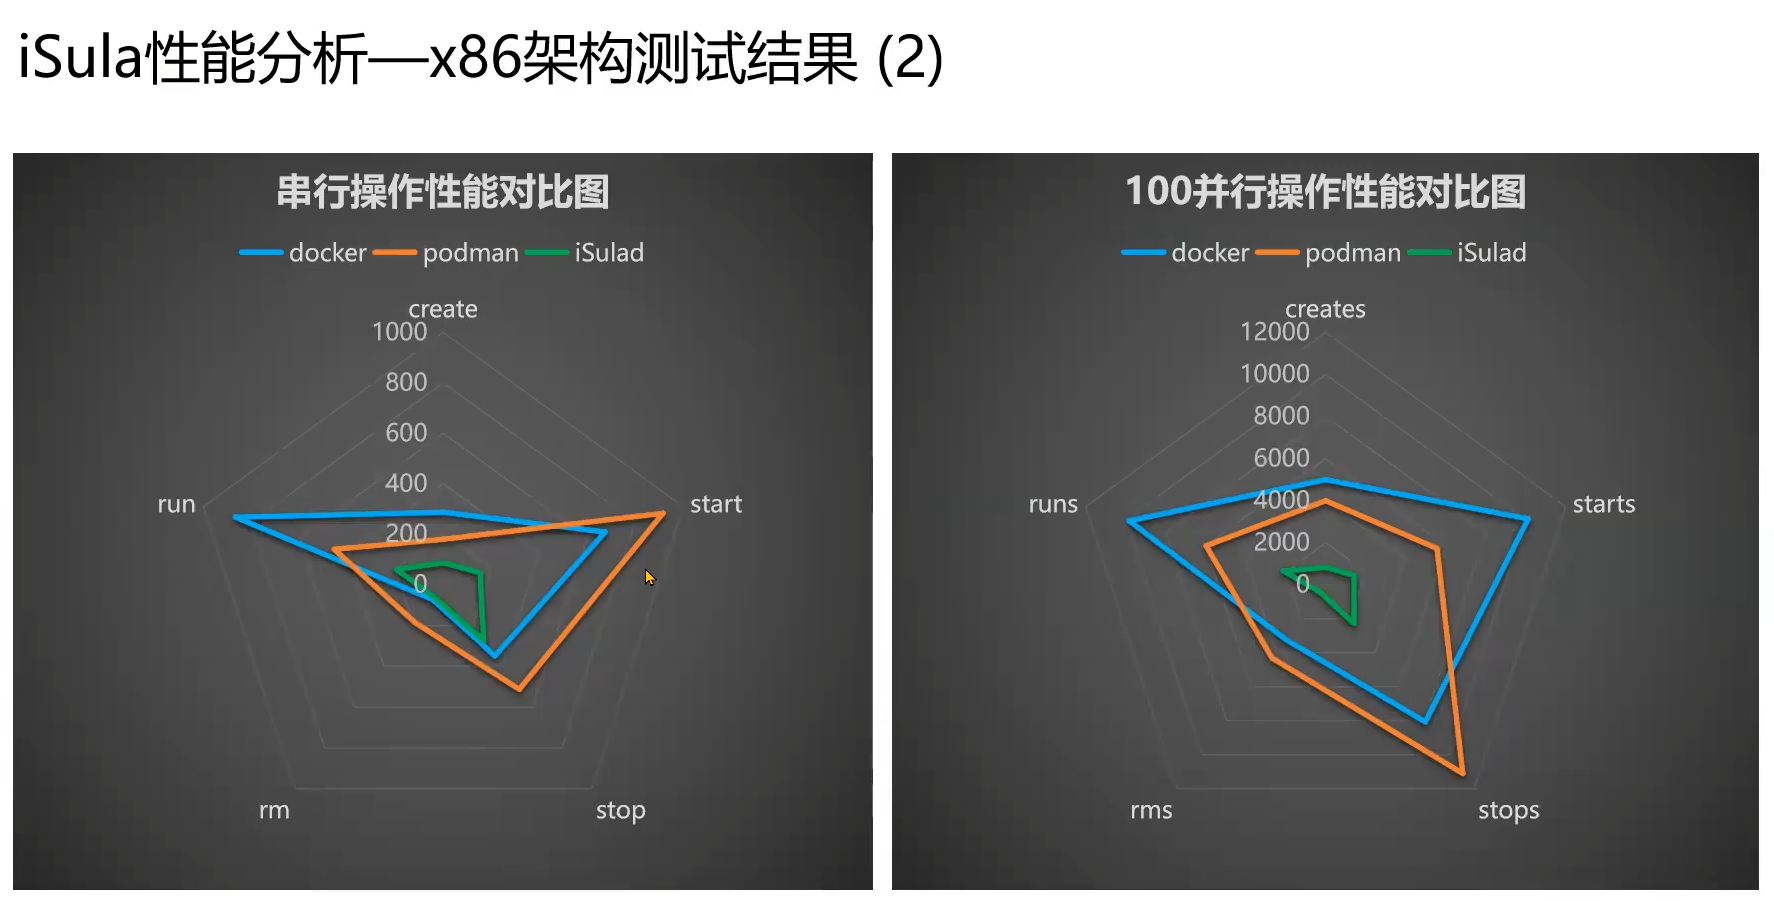 iSula性能分析—x86架构测试结果 (2)
串行操作性能对比图
docker podman iSulad
create
1000
800
600
400
200
0
run
start
rm
stop
100并行操作性能对比图
docker podman iSulad
creates
12000
10000
8000
6000
4000
2000
0
runs
starts
rms
stops